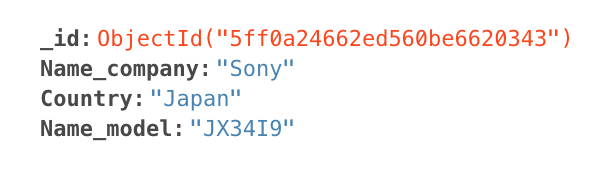 _id: ObjectId("5ff0a24662ed560be6620343")
Name_company: "Sony"
Country: "Japan"
Name_model: "JX34I9"